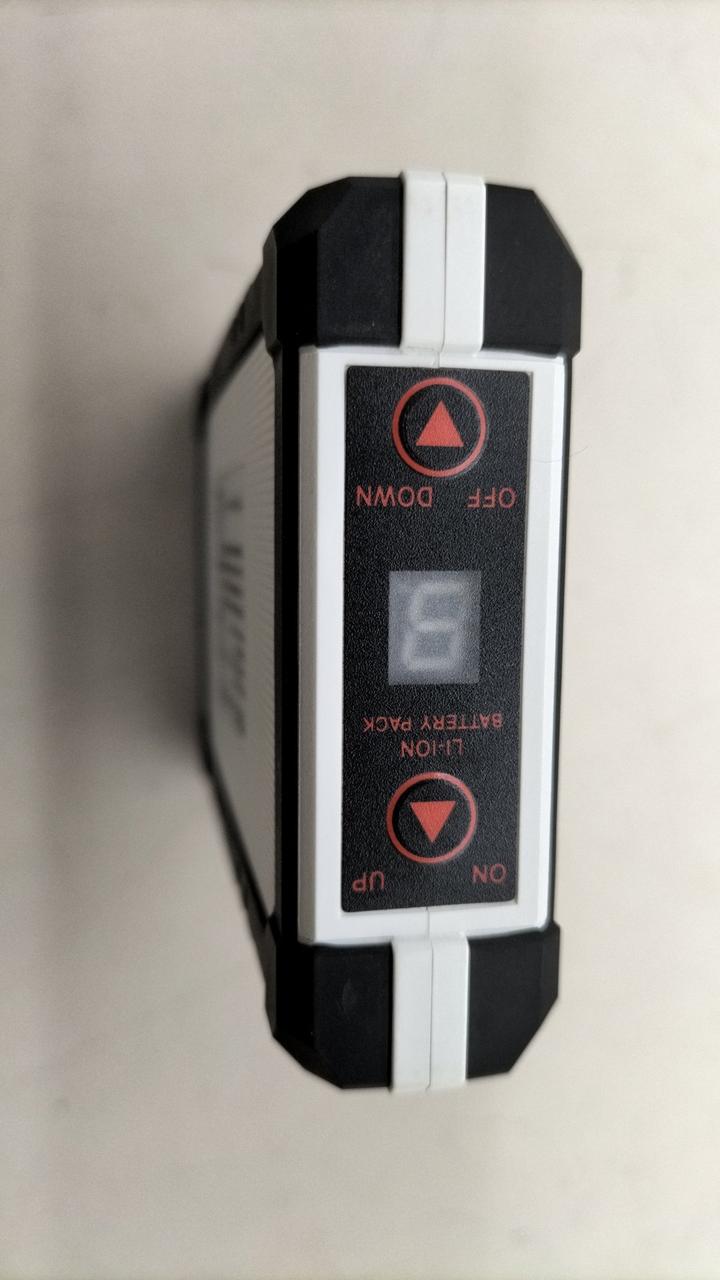 ON UP
LI-ION
BATTERY PACK
OFF DOWN